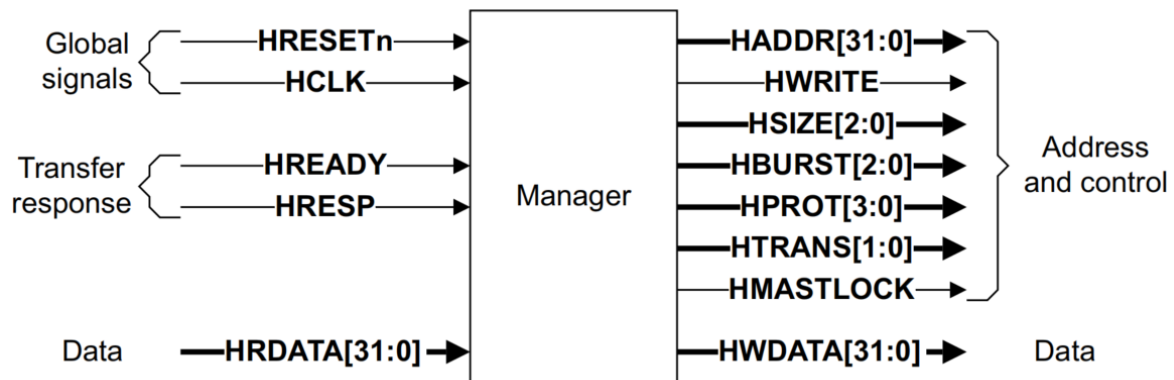 Global
signals
HRESETn
HCLK
Transfer
response
HREADY
HRESP
Data
HRDATA[31:0]
Manager
HADDR[31:0]
HWRITE
HSIZE[2:0]
HBURST[2:0]
HPROT[3:0]
HTRANS[1:0]
HMASTLOCK
Address
and control
HWDATA[31:0]
Data